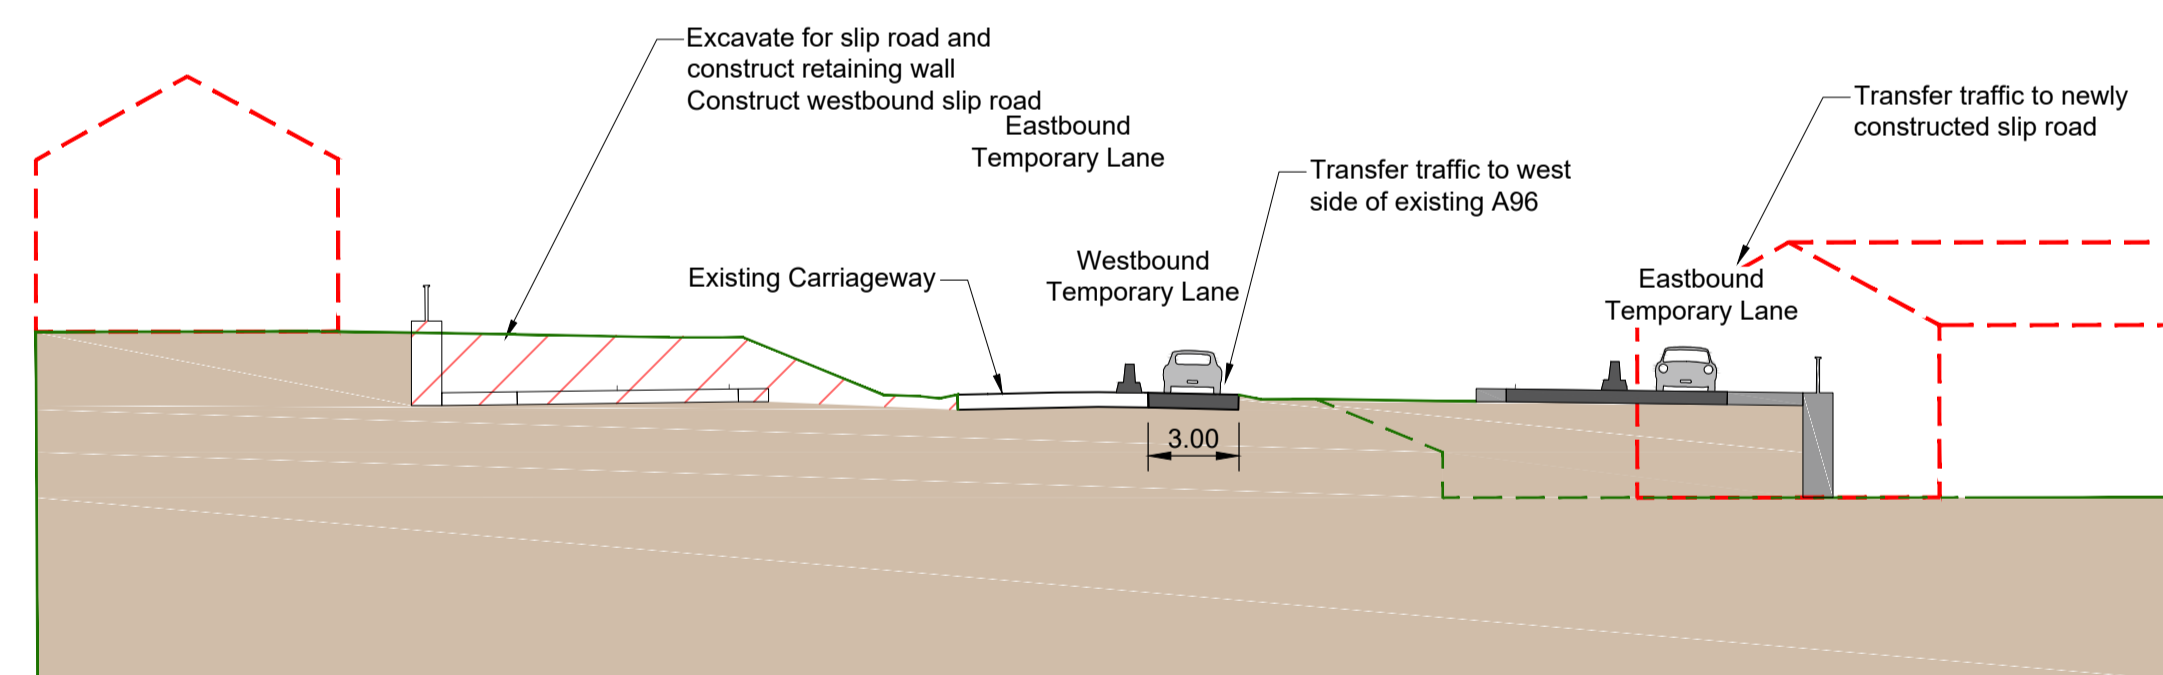 Excavate for slip road and
construct retaining wall
Construct westbound slip road
Eastbound
Temporary Lane
Transfer traffic to newly
constructed slip road
Transfer traffic to west
side of existing A96
Existing Carriageway
Westbound
Temporary Lane
Eastbound
Temporary Lane
3.00